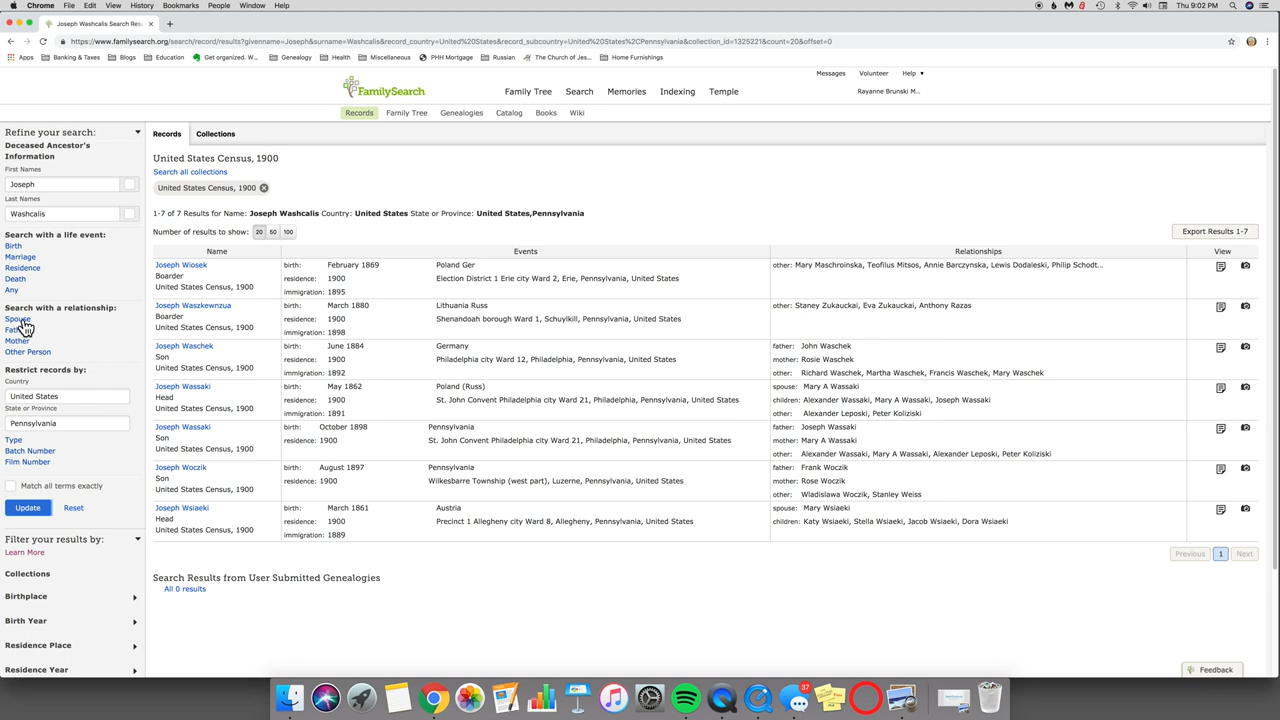 Chrome File Edit View History Bookmarks People Window Help Thu 9:02 PM
Joseph Washcalis Search Resu
https://www.familysearch.org/search/record/results?givenname=Joseph&surname=Washcalis&record_country=United%20States&record_subcountry=United%20States%2CPennsylvania&collection_id=1325221&count=20&offset=0
Apps Banking & Taxes Blogs Education Get organized. W... Genealogy Health Miscellaneous PHH Mortgage Russian The Church of Jes... Home Furnishings
Messages Volunteer Help
FamilySearch
Family Tree Search Memories Indexing Temple
Rayanne Brunski M...
Records Family Tree Genealogies Catalog Books Wiki
Refine your search:
Deceased Ancestor's
Information
First Names
Joseph
Last Names
Washcalis
Search with a life event:
Birth
Marriage
Residence
Death
Any
Search with a relationship:
Spouse
Mother
Other Person
Restrict records by:
Country
United States
State or Province
Pennsylvania
Type
Batch Number
Film Number
Match all terms exactly
Update Reset
Filter your results by:
Learn More
Collections
Birthplace
Birth Year
Residence Place
Residence Year
Records Collections
United States Census, 1900
Search all collections
United States Census, 1900
1-7 of 7 Results for Name: Joseph Washcalis Country: United States State or Province: United States,Pennsylvania
Number of results to show: 20 50 100
Export Results 1-7
Name Events Relationships View
Joseph Wiosek birth: February 1869 Poland Ger other: Mary Maschroinska, Teofilus Mitsos, Annie Barczynska, Lewis Dodaleski, Philip Schodt...
Boarder residence: 1900 Election District 1 Erie city Ward 2, Erie, Pennsylvania, United States
United States Census, 1900 immigration: 1895
Joseph Waszkewnzua birth: March 1880 Lithuania Russ other: Staney Zukauckai, Eva Zukauckai, Anthony Razas
Boarder residence: 1900 Shenandoah borough Ward 1, Schuylkill, Pennsylvania, United States
United States Census, 1900 immigration: 1898
Joseph Waschek birth: June 1884 Germany father: John Waschek
Son residence: 1900 Philadelphia city Ward 12, Philadelphia, Pennsylvania, United States mother: Rosie Waschek
United States Census, 1900 immigration: 1892 other: Richard Waschek, Martha Waschek, Francis Waschek, Mary Waschek
Joseph Wassaki birth: May 1862 Poland (Russ) spouse: Mary A Wassaki
Head residence: 1900 St. John Convent Philadelphia city Ward 21, Philadelphia, Pennsylvania, United States children: Alexander Wassaki, Mary A Wassaki, Joseph Wassaki
United States Census, 1900 immigration: 1891 other: Alexander Leposki, Peter Koliziski
Joseph Wassaki birth: October 1898 Pennsylvania father: Joseph Wassaki
Son residence: 1900 St. John Convent Philadelphia city Ward 21, Philadelphia, Pennsylvania, United States mother: Mary A Wassaki
United States Census, 1900 other: Alexander Wassaki, Mary A Wassaki, Alexander Leposki, Peter Koliziski
Joseph Woczik birth: August 1897 Pennsylvania father: Frank Woczik
Son residence: 1900 Wilkesbarre Township (west part), Luzerne, Pennsylvania, United States mother: Rose Woczik
United States Census, 1900 other: Wladislawa Woczik, Stanley Weiss
Joseph Wsiaeki birth: March 1861 Austria spouse: Mary Wsiaeki
Head residence: 1900 Precinct 1 Allegheny city Ward 8, Allegheny, Pennsylvania, United States children: Katy Wsiaeki, Stella Wsiaeki, Jacob Wsiaeki, Dora Wsiaeki
United States Census, 1900 immigration: 1889
Previous 1 Next
Search Results from User Submitted Genealogies
All 0 results
Feedback
37